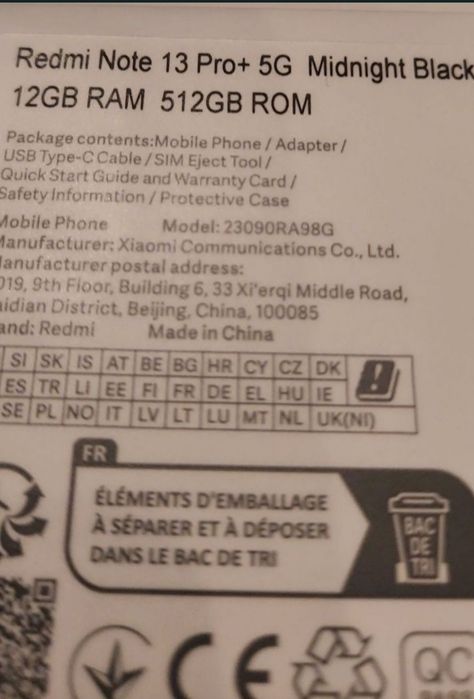 Redmi Note 13 Pro+ 5G Midnight Black
12GB RAM 512GB ROM
Package contents:Mobile Phone / Adapter /
USB Type-C Cable / SIM Eject Tool /
Quick Start Guide and Warranty Card /
Safety Information / Protective Case
Mobile Phone Model: 23090RA98G
Manufacturer: Xiaomi Communications Co., Ltd.
Manufacturer postal address:
019, 9th Floor, Building 6, 33 Xi'erqi Middle Road,
aidian District, Beijing, China, 100085
and: Redmi Made in China
SI SK IS AT BE BG HR CY CZ DK
ES TR LI EE FI FR DE EL HU IE
SE PL NO IT LV LT LU MT NL UK(NI)
FR
ÉLÉMENTS D'EMBALLAGE
À SÉPARER ET À DÉPOSER
DANS LE BAC DE TRI
BAC
DE
TRI
CE
QC